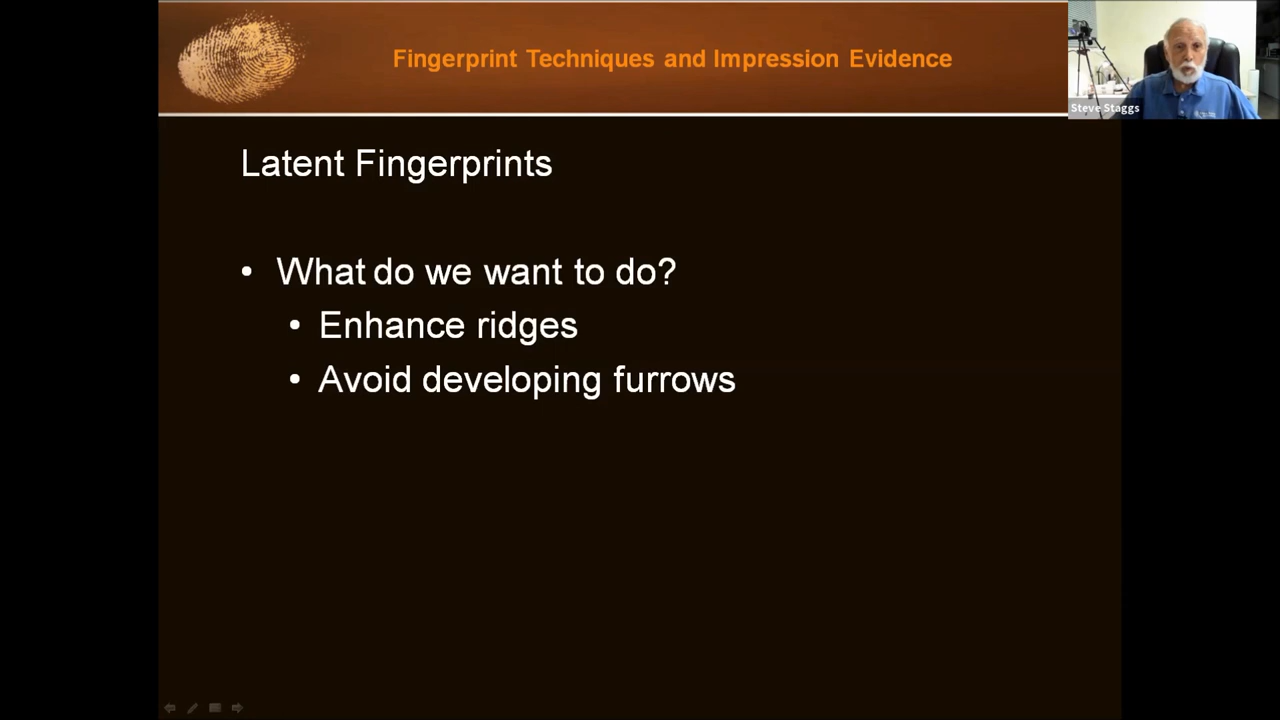 Fingerprint Techniques and Impression Evidence
Steve Staggs
Latent Fingerprints
• What do we want to do?
• Enhance ridges
• Avoid developing furrows